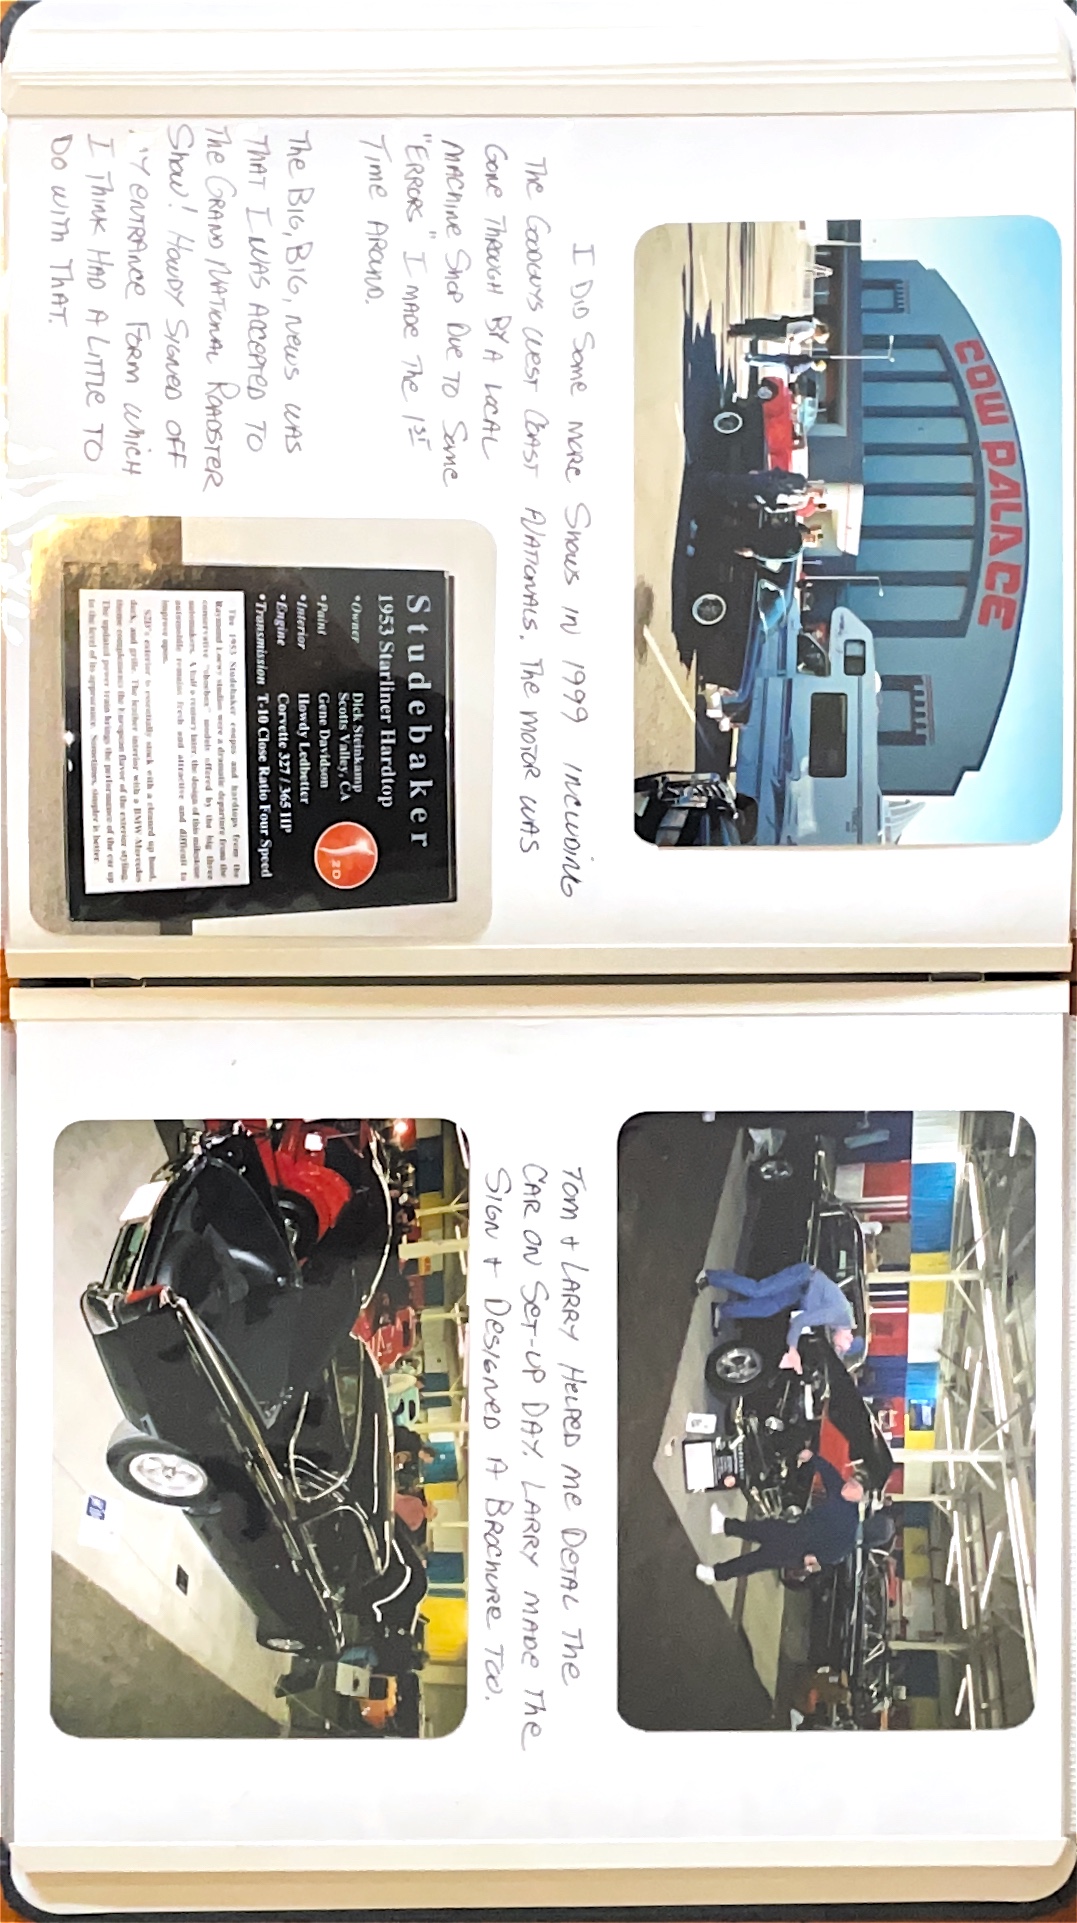 COW PALACE
I DID Some more Shows IN 1999 INCLUDING
The GOODGUYS WEST COAST NATIONALS. The MOTOR WAS
Gone Through BY A LOCAL
MACHINE SHOP DUE TO Some
"ERRORS" I MADE The 1ST
Time AROUND.
The BIG, BIG, News WAS
THAT I WAS ACCEPTED TO
The GRAND NATIONAL ROADSTER
Show! HOWDY SIGNED OFF
ENTRANCE FORM WHICH
I THINK HAD A LITTLE TO
DO WITH THAT.
Studebaker
1953 Starliner Hardtop
•Owner Dick Steinkamp
Scotts Valley, CA
•Paint Gene Davidson
•Interior Howdy Ledbetter
•Engine Corvette 327 / 365 HP
•Transmission T-10 Close Ratio Four Speed
2D
The 1953 Studebaker coupes and hardtops from the
Raymond Loewy studios were a dramatic departure from the
conservative "shoebox" models offered by the big three
automakers. A half a century later, the design of this milestone
automobile remains fresh and attractive and difficult to
improve upon.
S2D's exterior is essentially stock with a cleaned up hood,
deck, and grille. The leather interior with a BMW-Mercedes
theme complements the European flavor of the exterior styling.
The updated power train brings the performance of the car up
to the level of its appearance. Sometimes, simpler is better.
Tom + LARRY HELPED me DETAL The
CAR ON SET-UP DAY. LARRY MADE The
SIGN + DESIGNED A BROCHURE TOO.